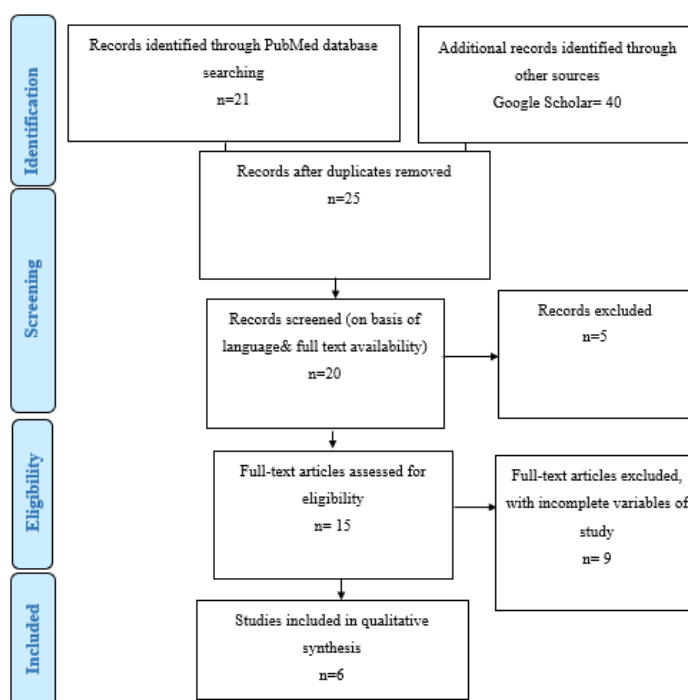 Identification
Records identified through PubMed database
searching
n=21
Additional records identified through
other sources
Google Scholar= 40
Records after duplicates removed
n=25
Screening
Records screened (on basis of
language& full text availability)
n=20
Records excluded
n=5
Eligibility
Full-text articles assessed for
eligibility
n= 15
Full-text articles excluded,
with incomplete variables of
study
n= 9
Included
Studies included in qualitative
synthesis
n=6